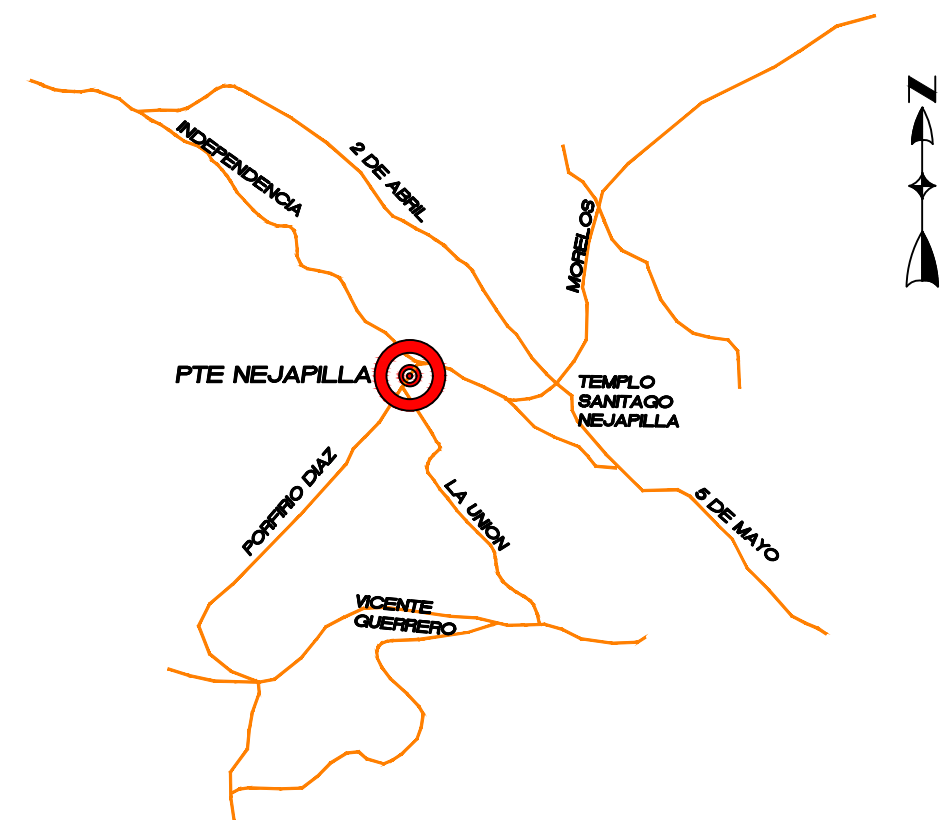 N
INDEPENDENCIA
2 DE ABRIL
MORELOS
PTE NEJAPILLA
TEMPLO
SANITAGO
NEJAPILLA
PORFIRIO DIAZ
LA UNION
5 DE MAYO
VICENTE
GUERRERO